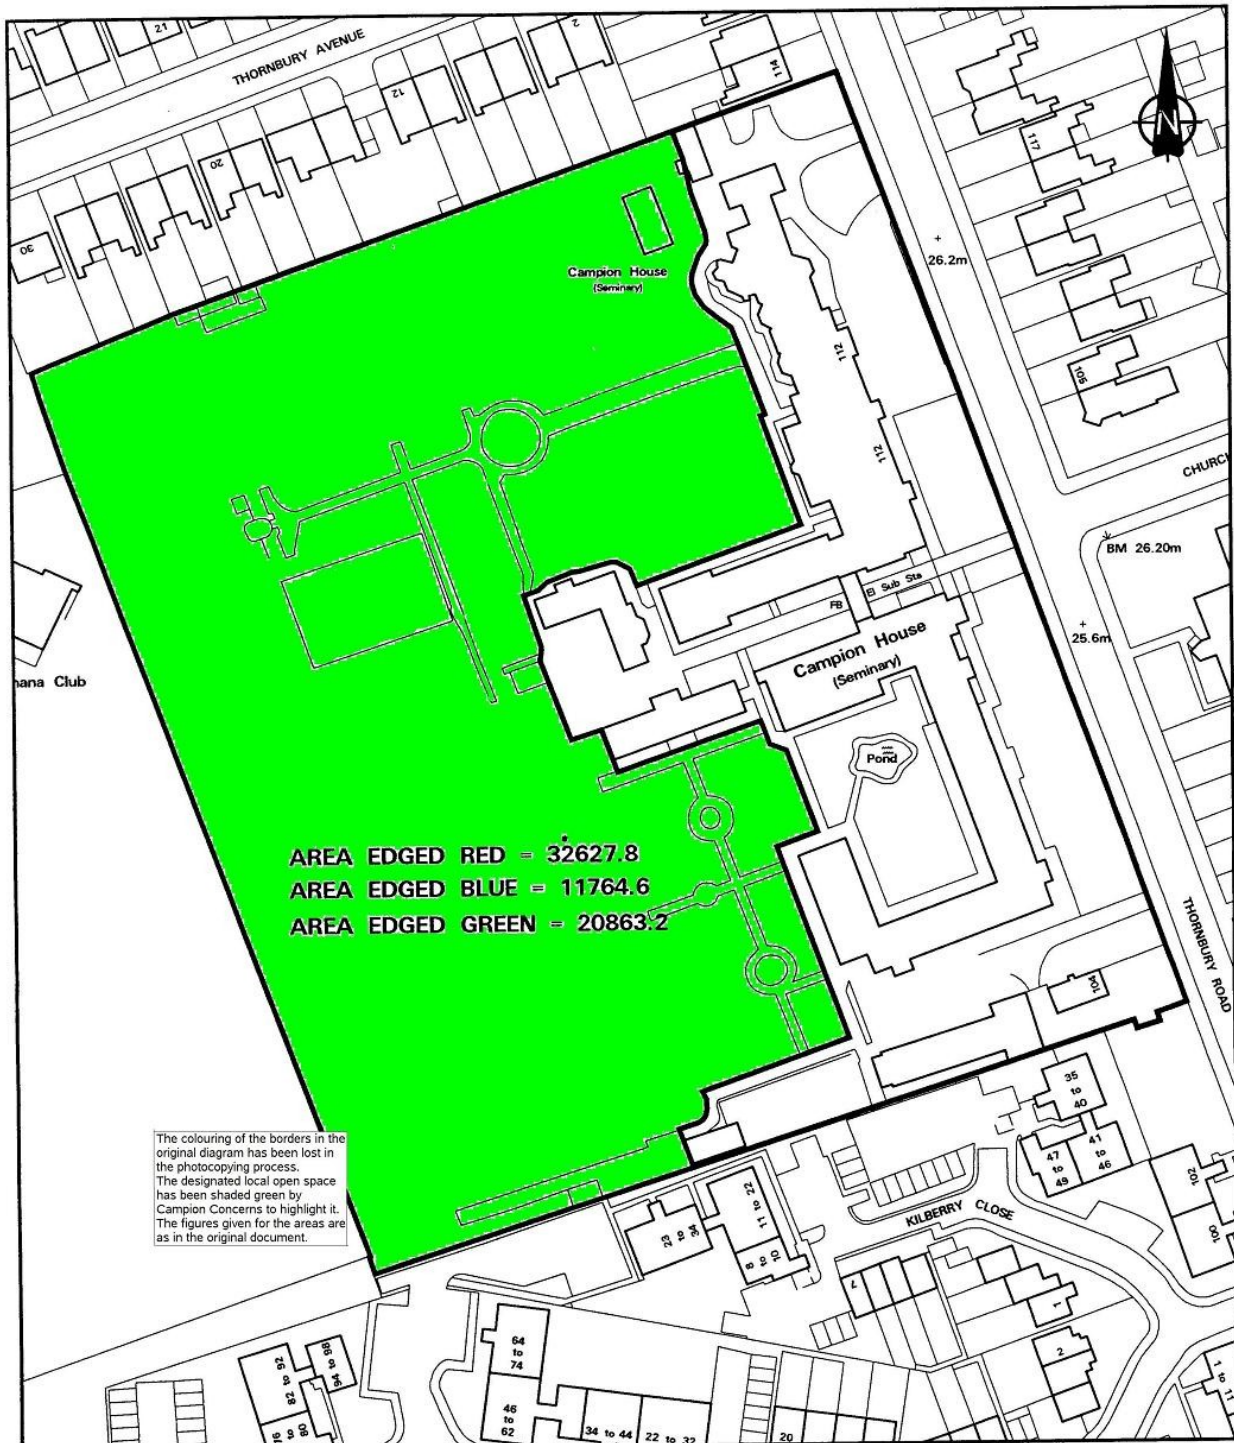 21
2
THORNBURY AVENUE
114
12
N
117
20
30
26.2m
Campion House
(Seminary)
112
105
112
CHURCH
BM 26.20m
El Sub Sta
FB
25.6m
Campion House
(Seminary)
hana Club
Pond
AREA EDGED RED = 32627.8
AREA EDGED BLUE = 11764.6
AREA EDGED GREEN = 20863.2
THORNBURY ROAD
104
35
to
40
The colouring of the borders in the
original diagram has been lost in
the photocopying process.
The designated local open space
has been shaded green by
Campion Concerns to highlight it.
The figures given for the areas are
as in the original document.
41
to
46
47
to
49
102
11 to 22
23
to
34
KILBERRY CLOSE
100
8
to
10
7
1
64
to
74
2
94 to 98
82 to 92
1
to
11
46
to
62
76
to
80
34 to 44
22 to 32
20